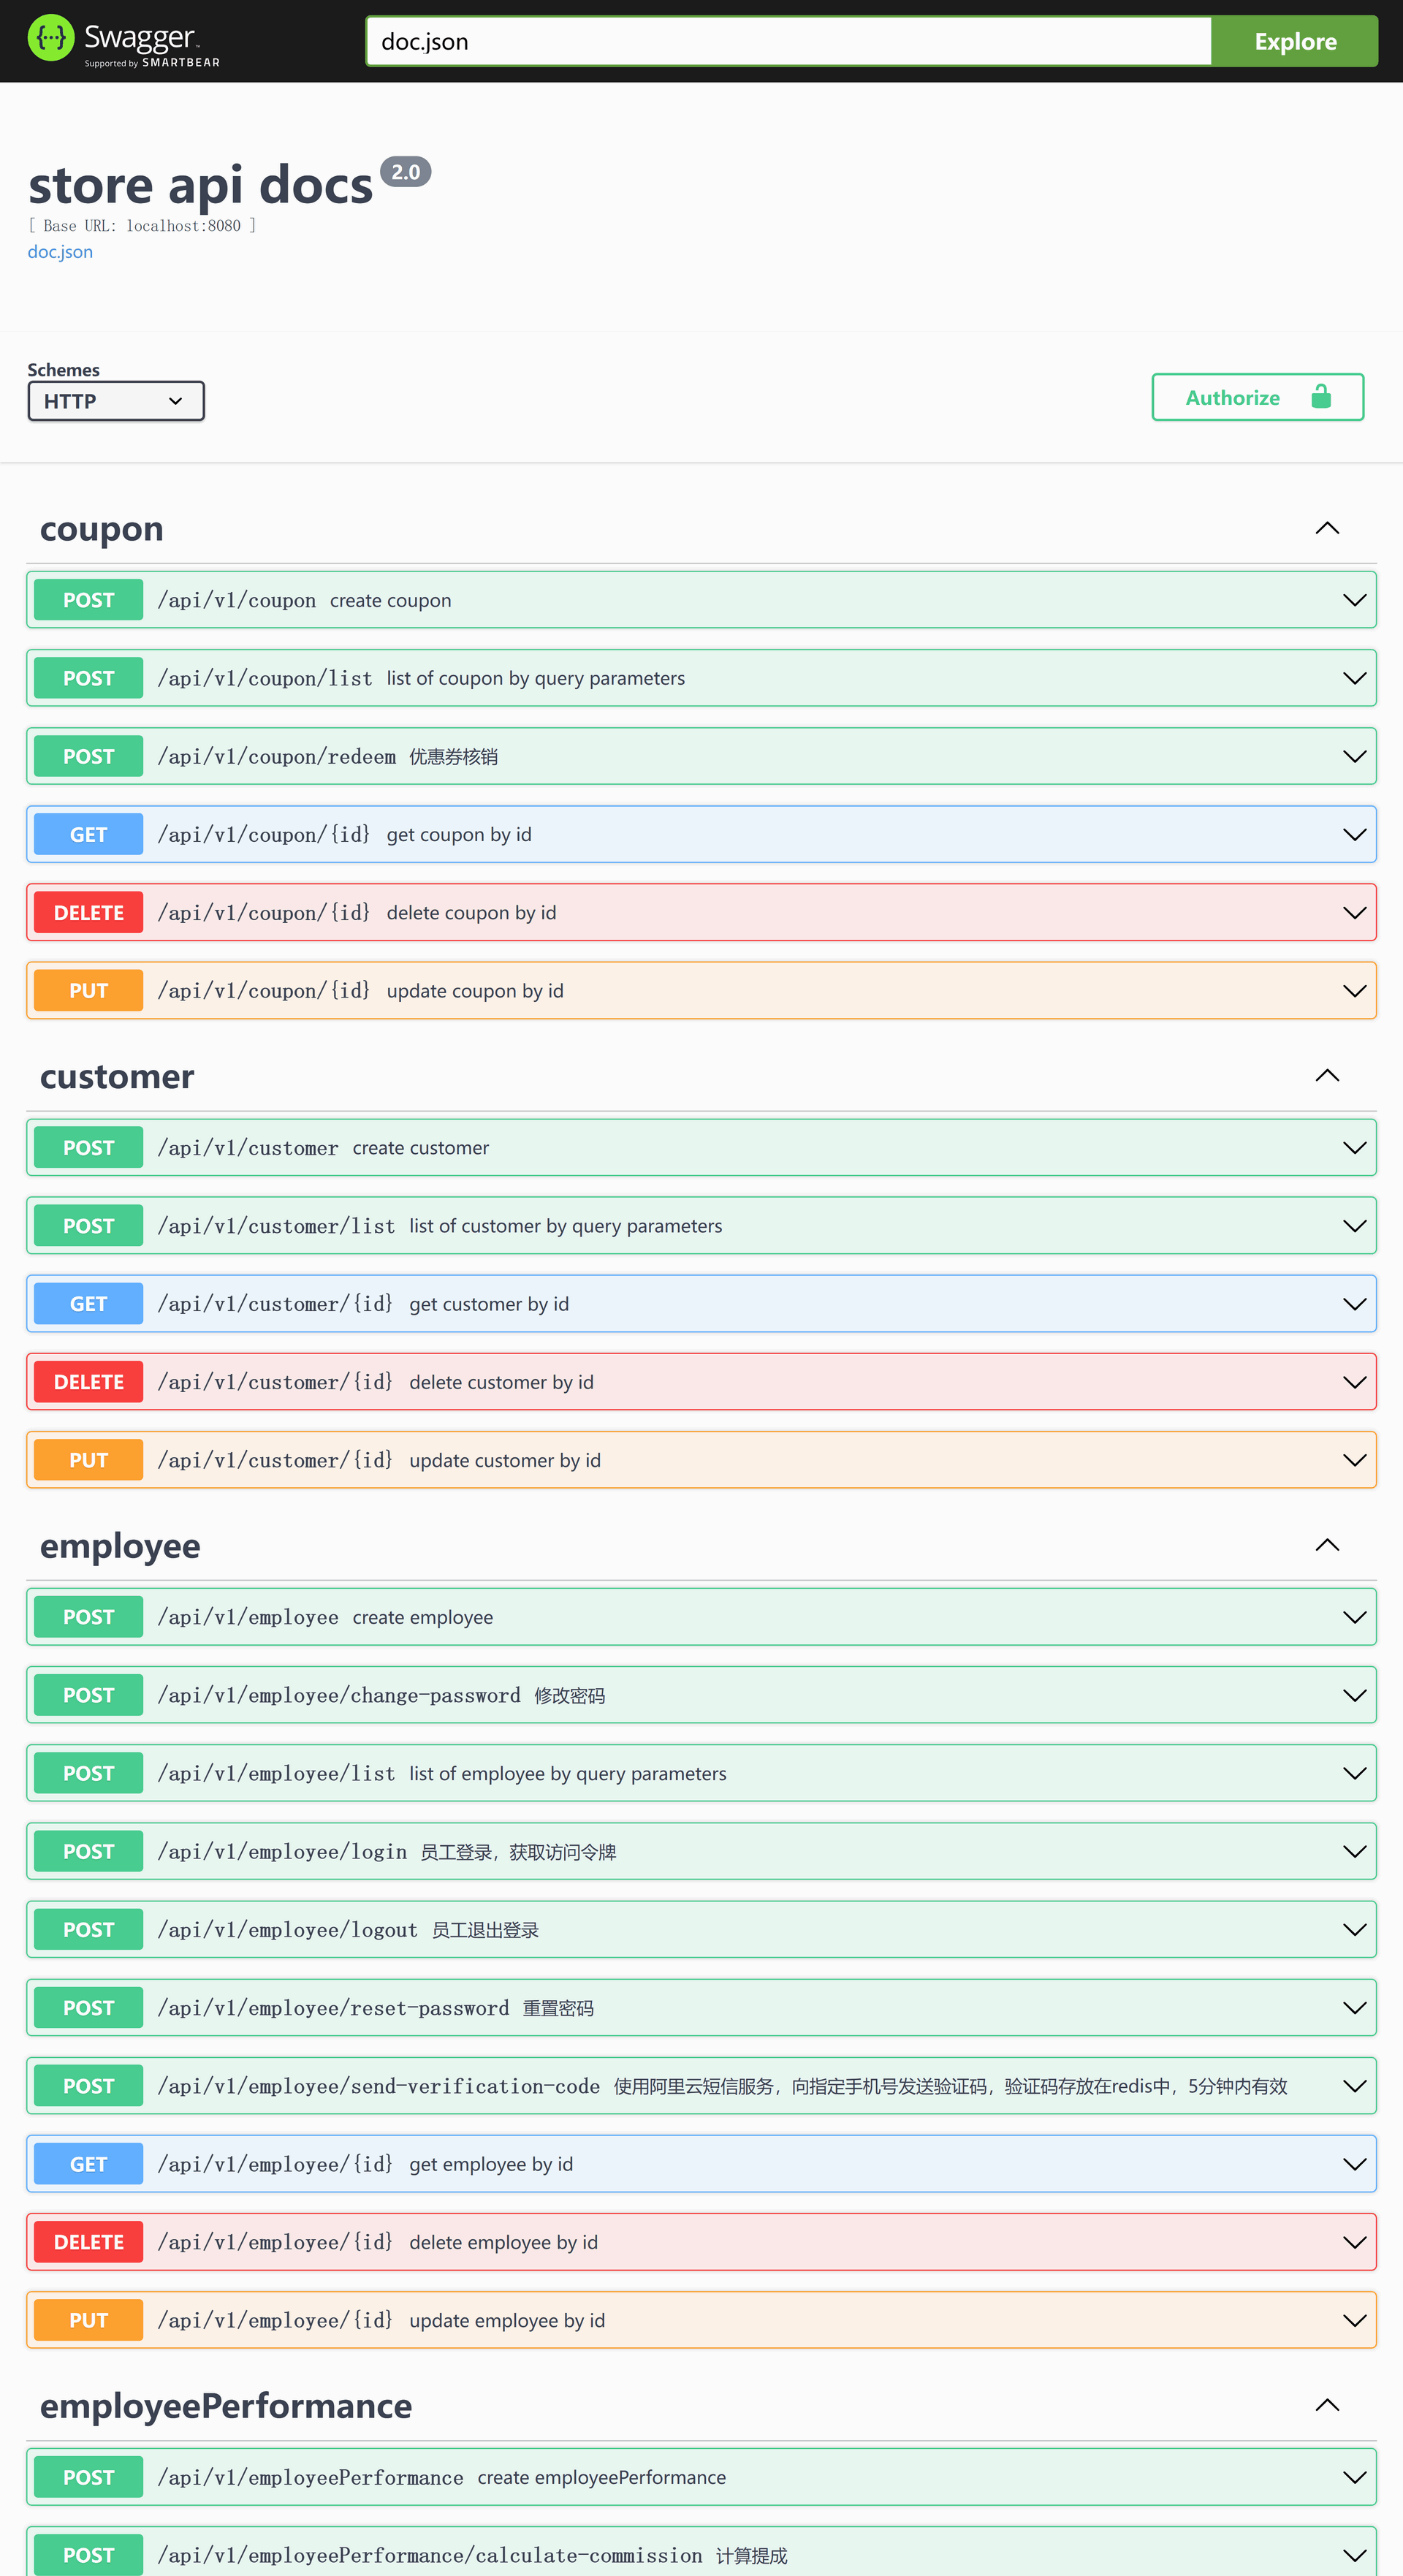 Swagger
Supported by SMARTBEAR
doc.json
Explore
store api docs 2.0
[ Base URL: localhost:8080 ]
doc.json
Schemes
HTTP
Authorize
coupon
POST /api/v1/coupon create coupon
POST /api/v1/coupon/list list of coupon by query parameters
POST /api/v1/coupon/redeem 优惠券核销
GET /api/v1/coupon/{id} get coupon by id
DELETE /api/v1/coupon/{id} delete coupon by id
PUT /api/v1/coupon/{id} update coupon by id
customer
POST /api/v1/customer create customer
POST /api/v1/customer/list list of customer by query parameters
GET /api/v1/customer/{id} get customer by id
DELETE /api/v1/customer/{id} delete customer by id
PUT /api/v1/customer/{id} update customer by id
employee
POST /api/v1/employee create employee
POST /api/v1/employee/change-password 修改密码
POST /api/v1/employee/list list of employee by query parameters
POST /api/v1/employee/login 员工登录，获取访问令牌
POST /api/v1/employee/logout 员工退出登录
POST /api/v1/employee/reset-password 重置密码
POST /api/v1/employee/send-verification-code 使用阿里云短信服务，向指定手机号发送验证码，验证码存放在redis中，5分钟内有效
GET /api/v1/employee/{id} get employee by id
DELETE /api/v1/employee/{id} delete employee by id
PUT /api/v1/employee/{id} update employee by id
employeePerformance
POST /api/v1/employeePerformance create employeePerformance
POST /api/v1/employeePerformance/calculate-commission 计算提成